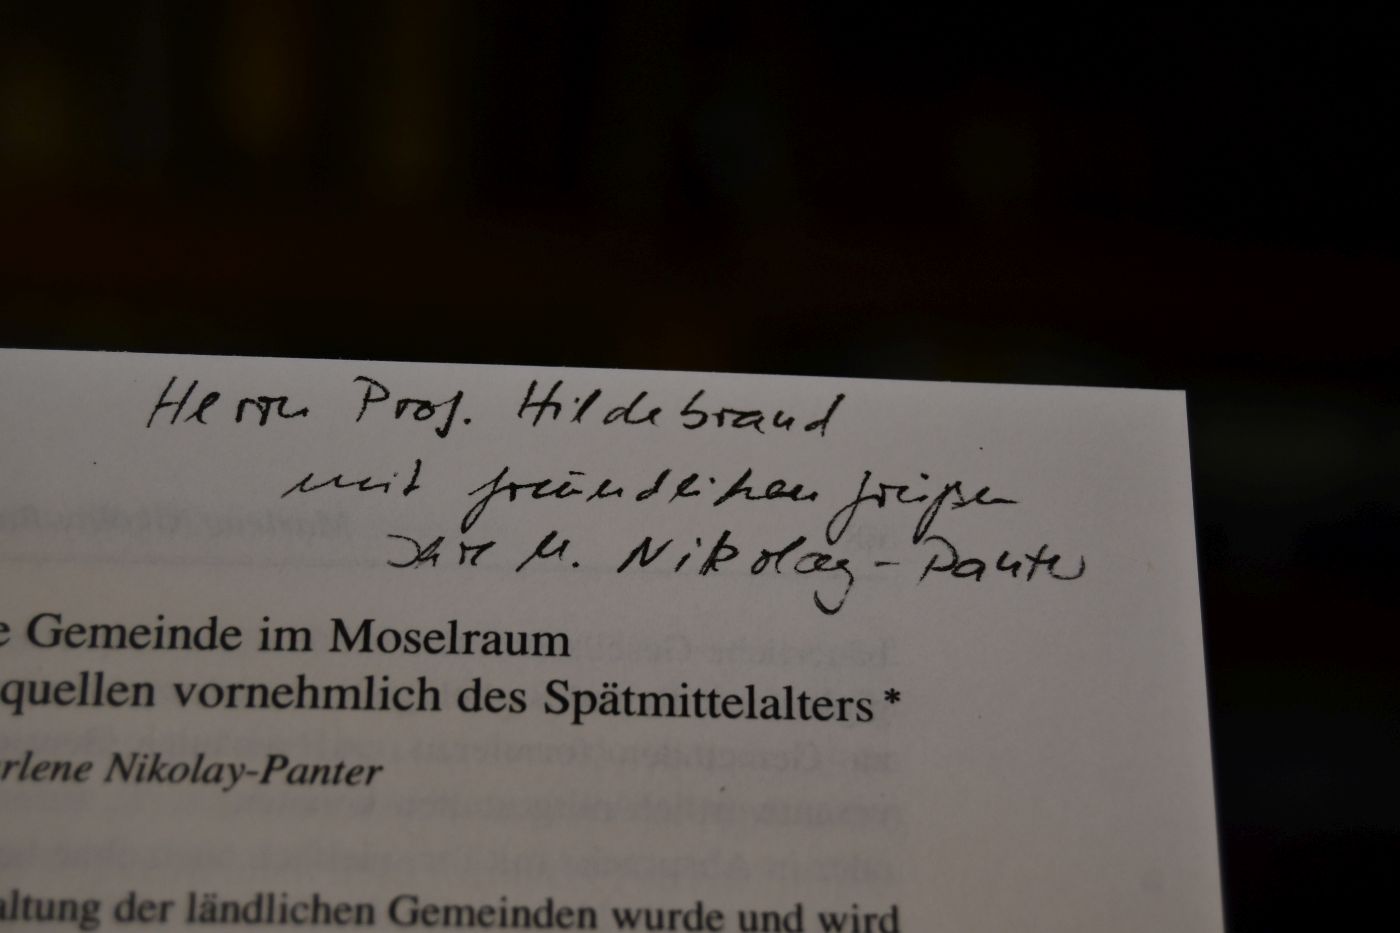 Herrn Prof. Hildebrand
mit freundlichen Grüßen
Ihre M. Nikolay-Panter
e Gemeinde im Moselraum
quellen vornehmlich des Spätmittelalters*
rlene Nikolay-Panter
altung der ländlichen Gemeinden wurde und wird